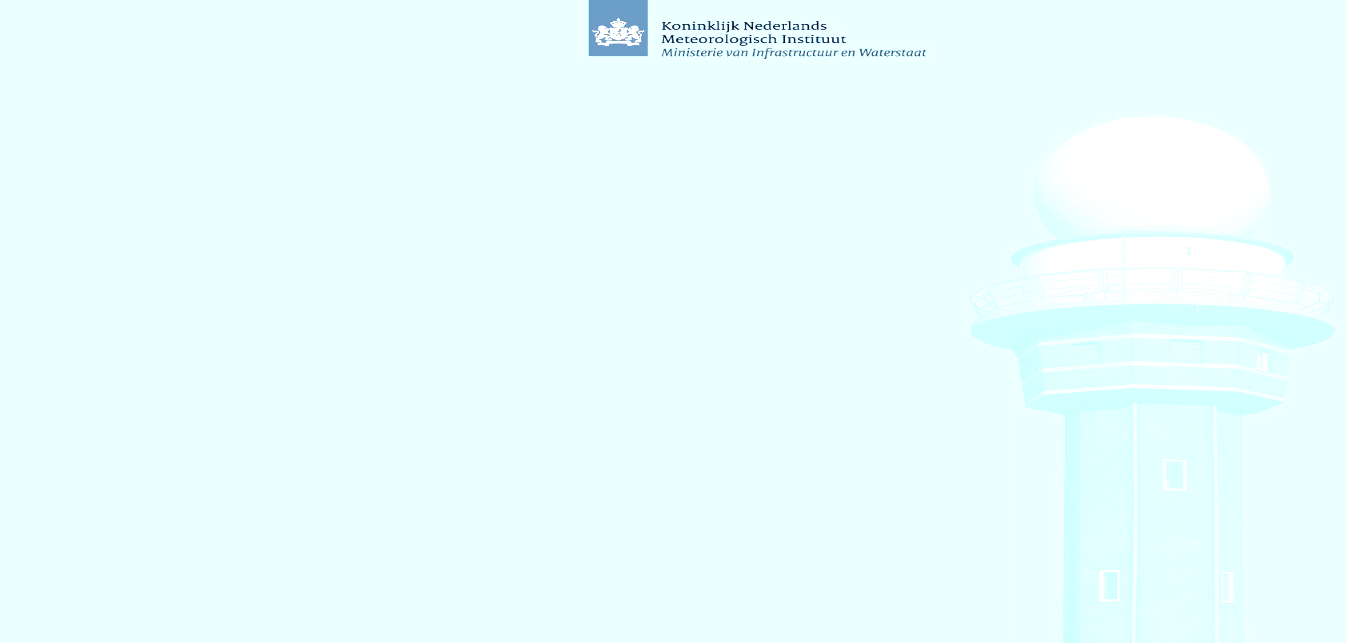 Koninklijk Nederlands
Meteorologisch Instituut
Ministerie van Infrastructuur en Waterstaat